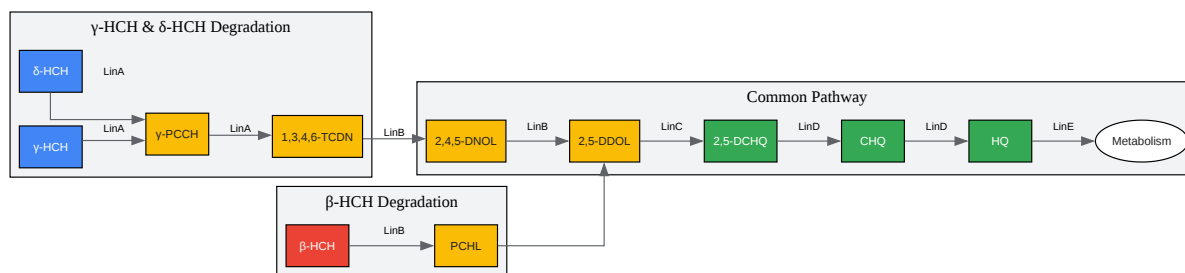 γ-HCH & δ-HCH Degradation
δ-HCH
LinA
γ-HCH
LinA
γ-PCCH
LinA
1,3,4,6-TCDN
LinB
Common Pathway
2,4,5-DNOL
LinB
2,5-DDOL
LinC
2,5-DCHQ
LinD
CHQ
LinD
HQ
LinE
Metabolism
β-HCH Degradation
β-HCH
LinB
PCHL